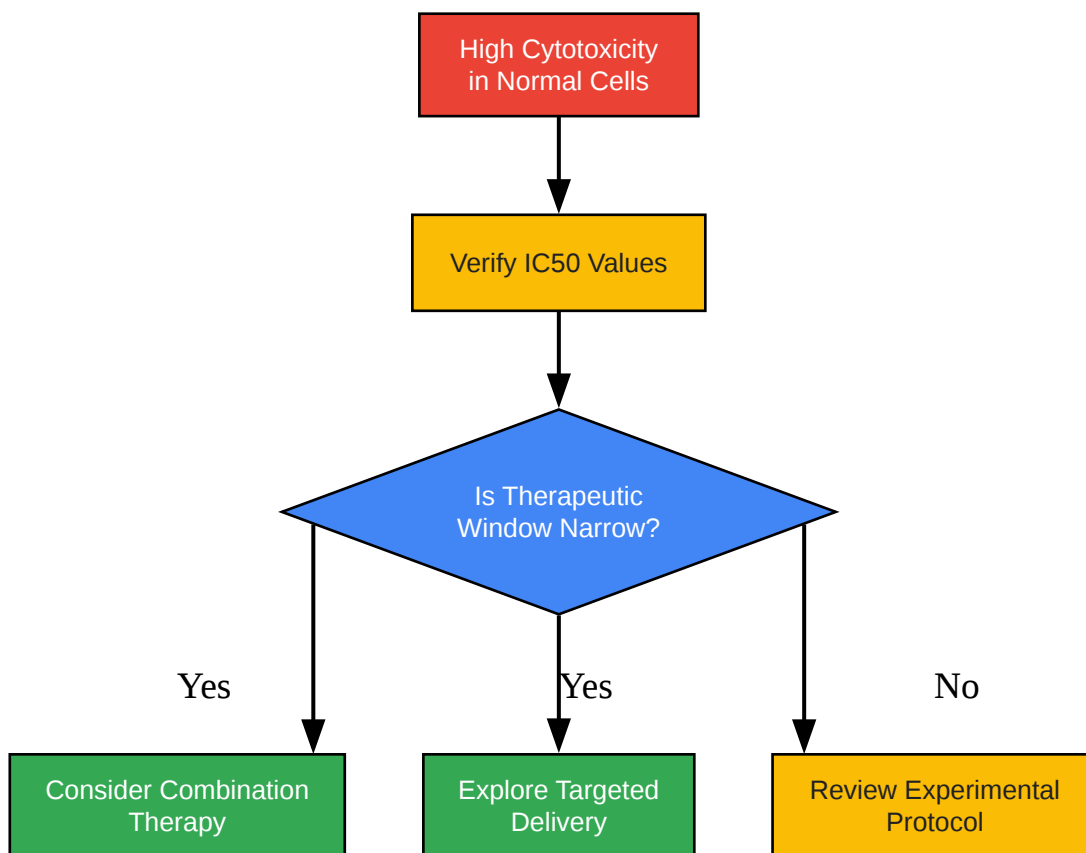 High Cytotoxicity
in Normal Cells
Verify IC50 Values
Is Therapeutic
Window Narrow?
Yes
Yes
No
Consider Combination
Therapy
Explore Targeted
Delivery
Review Experimental
Protocol